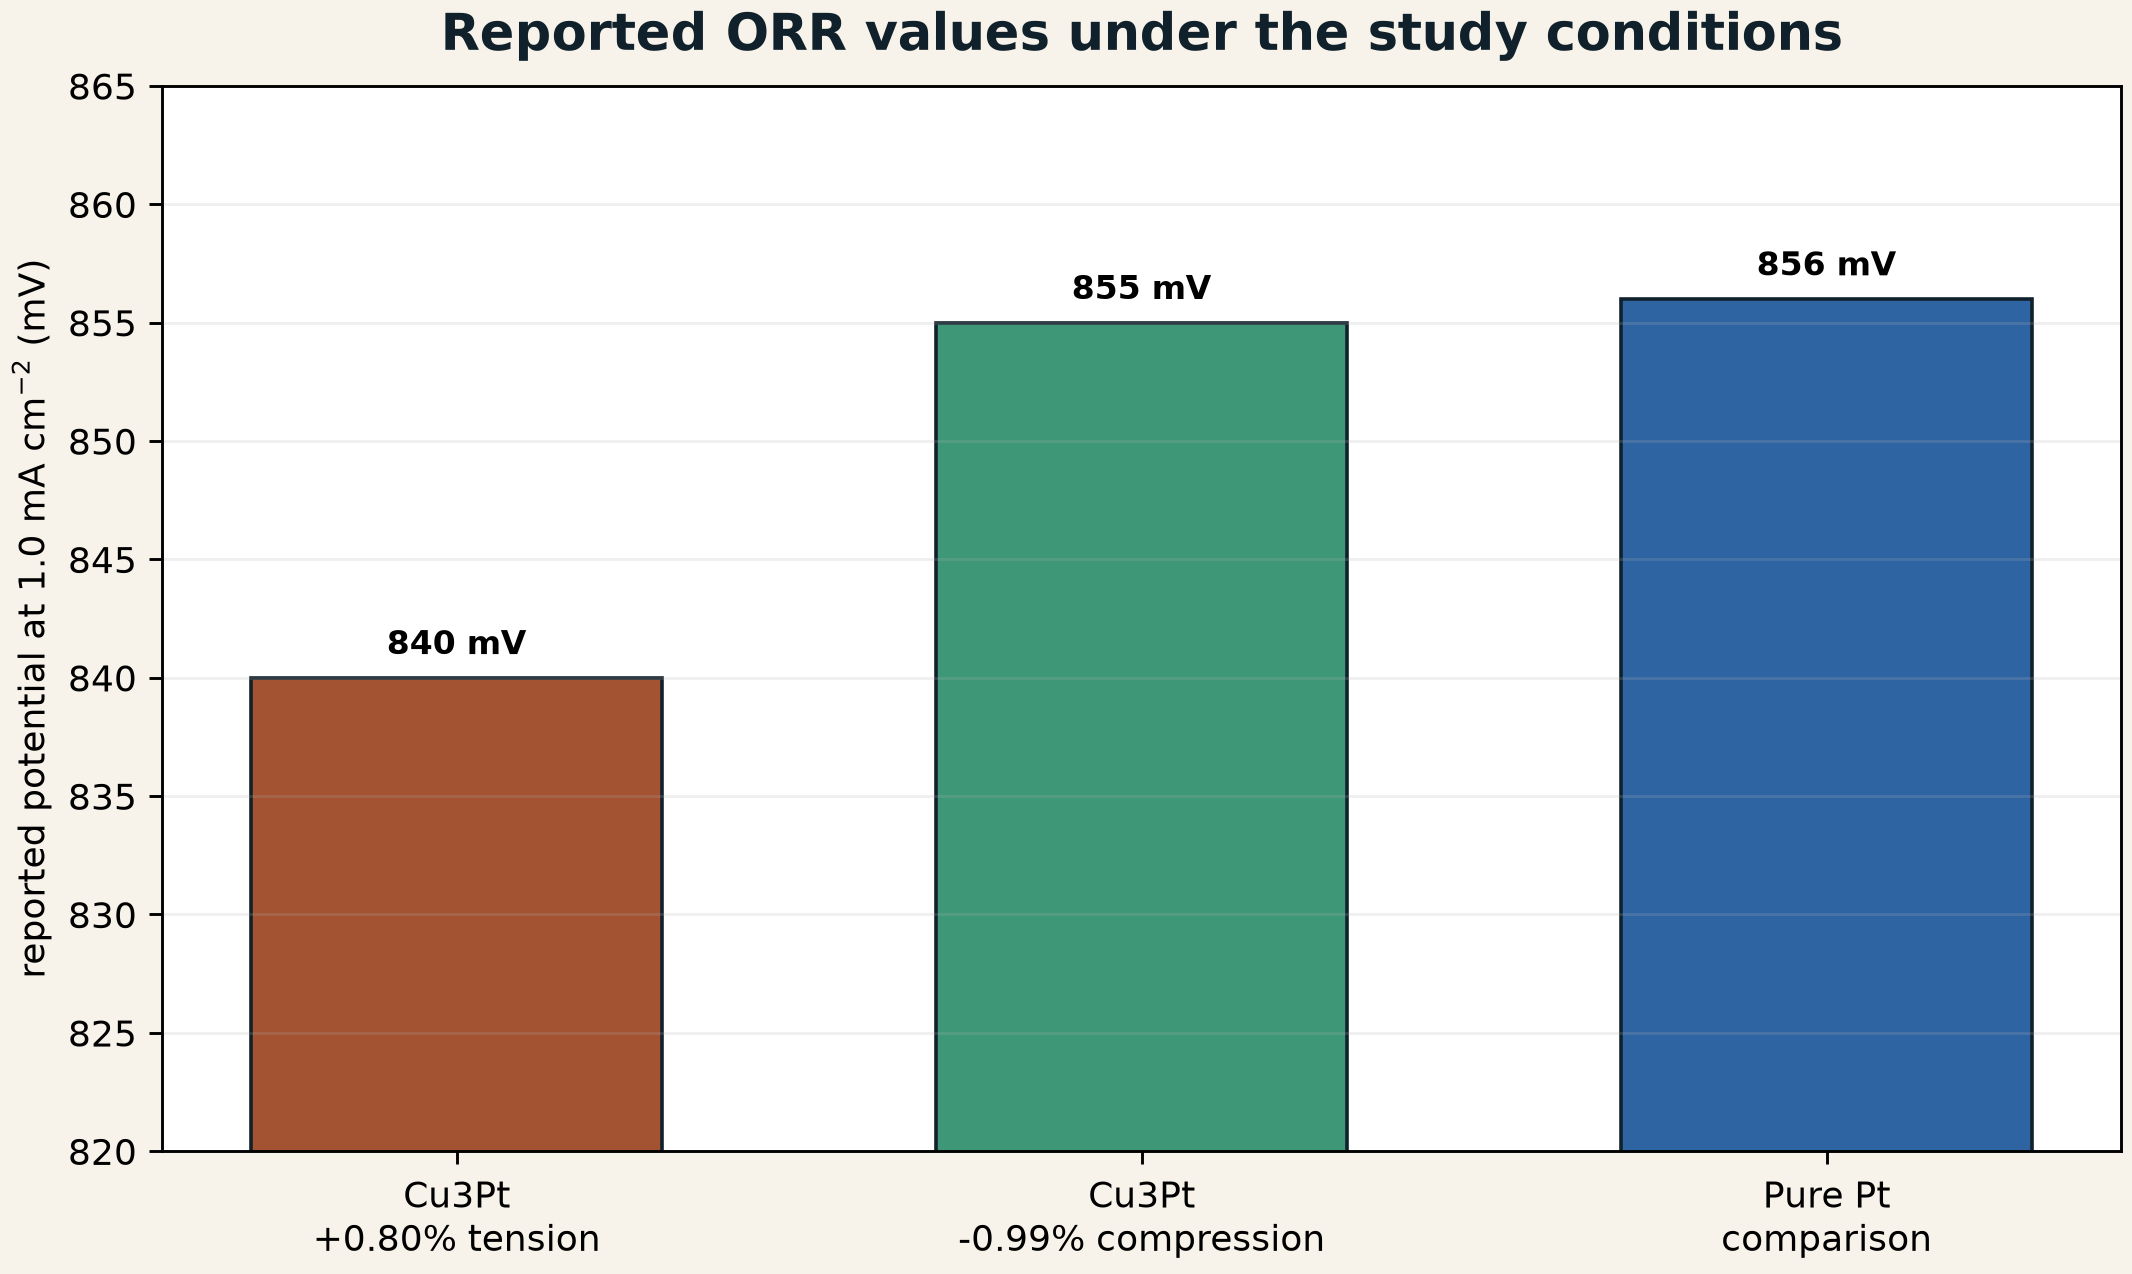 Reported ORR values under the study conditions
reported potential at 1.0 mA cm⁻² (mV)
865
860
855
850
845
840
835
830
825
820
840 mV
855 mV
856 mV
Cu3Pt
+0.80% tension
Cu3Pt
-0.99% compression
Pure Pt
comparison